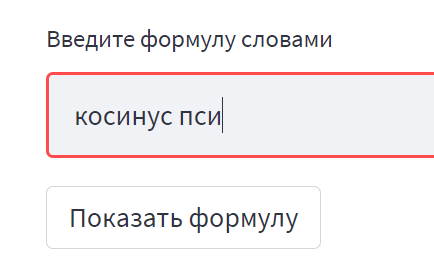 Введите формулу словами
косинус пси
Показать формулу